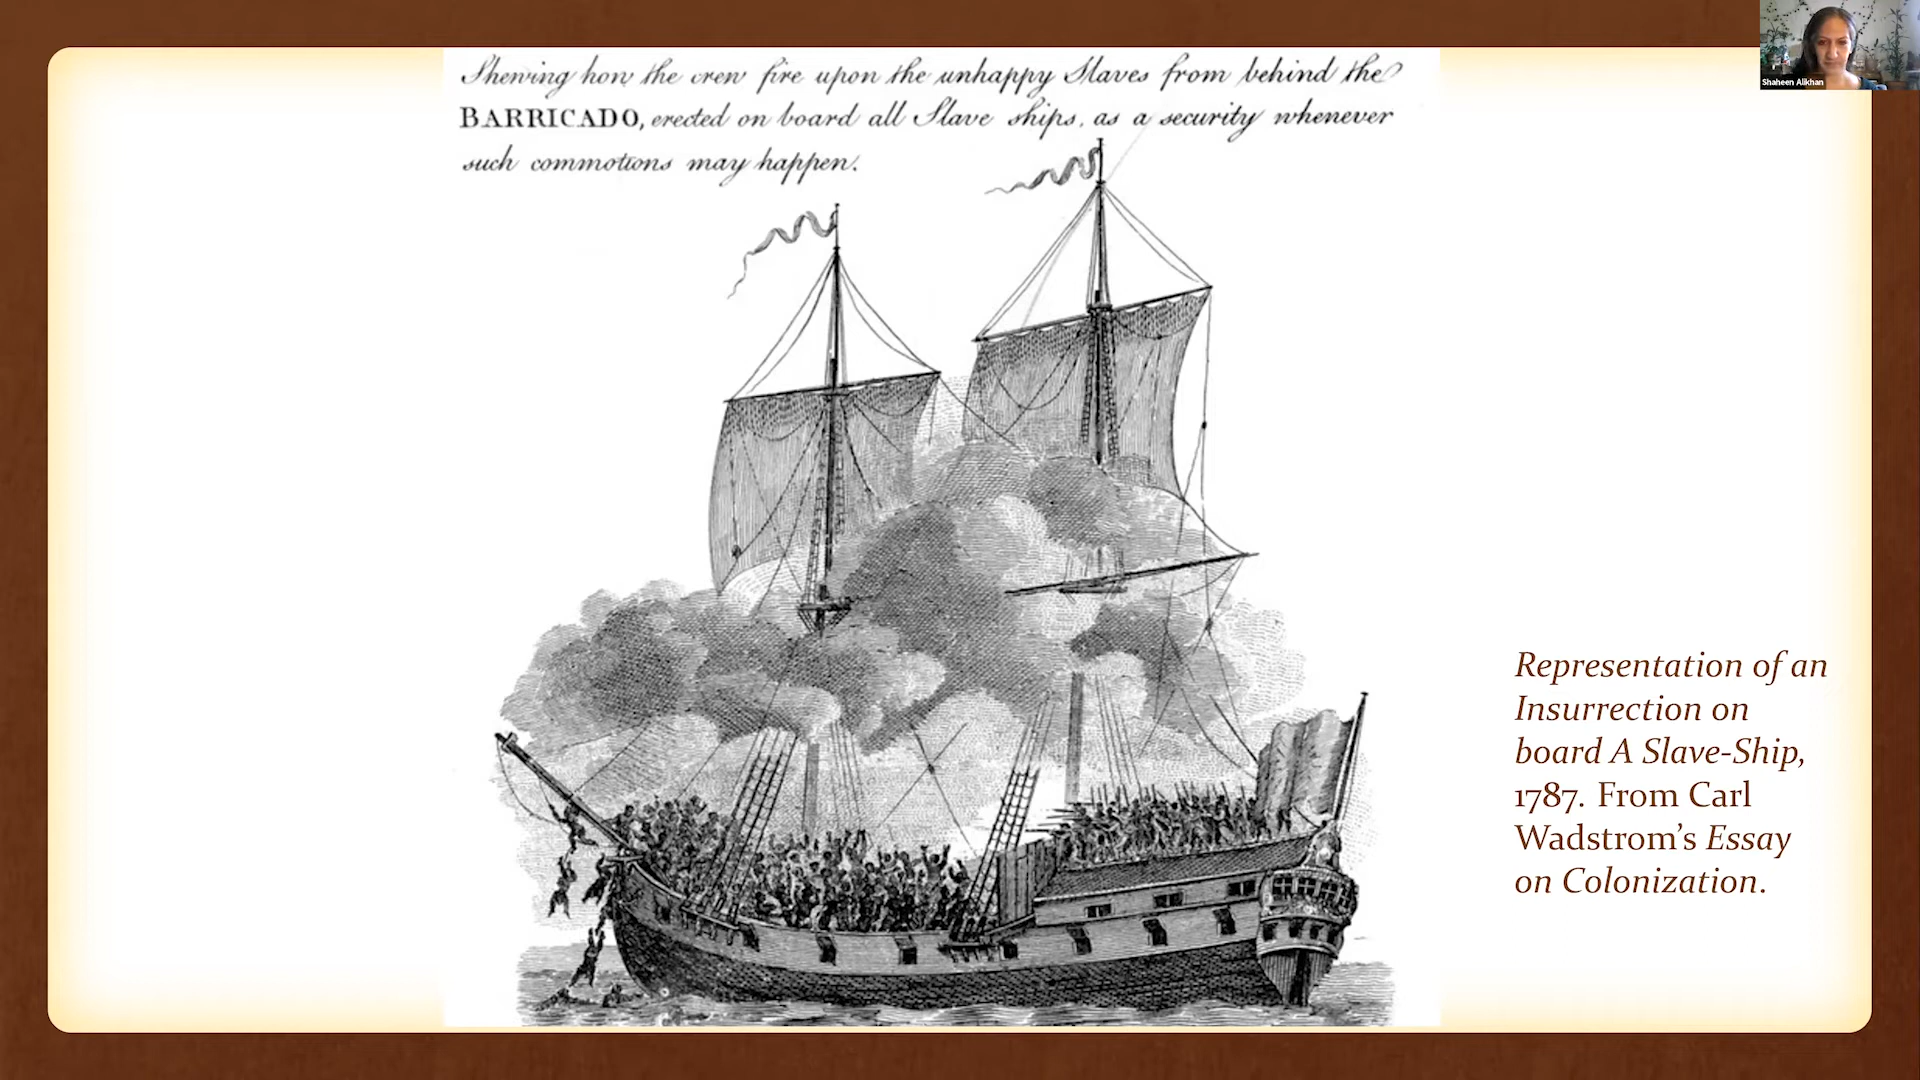 Shewing how the crew fire upon the unhappy Slaves from behind the
BARRICADO, erected on board all Slave ships, as a security whenever
such commotions may happen.
Shaheen Alikhan
Representation of an
Insurrection on
board A Slave-Ship,
1787. From Carl
Wadstrom's Essay
on Colonization.